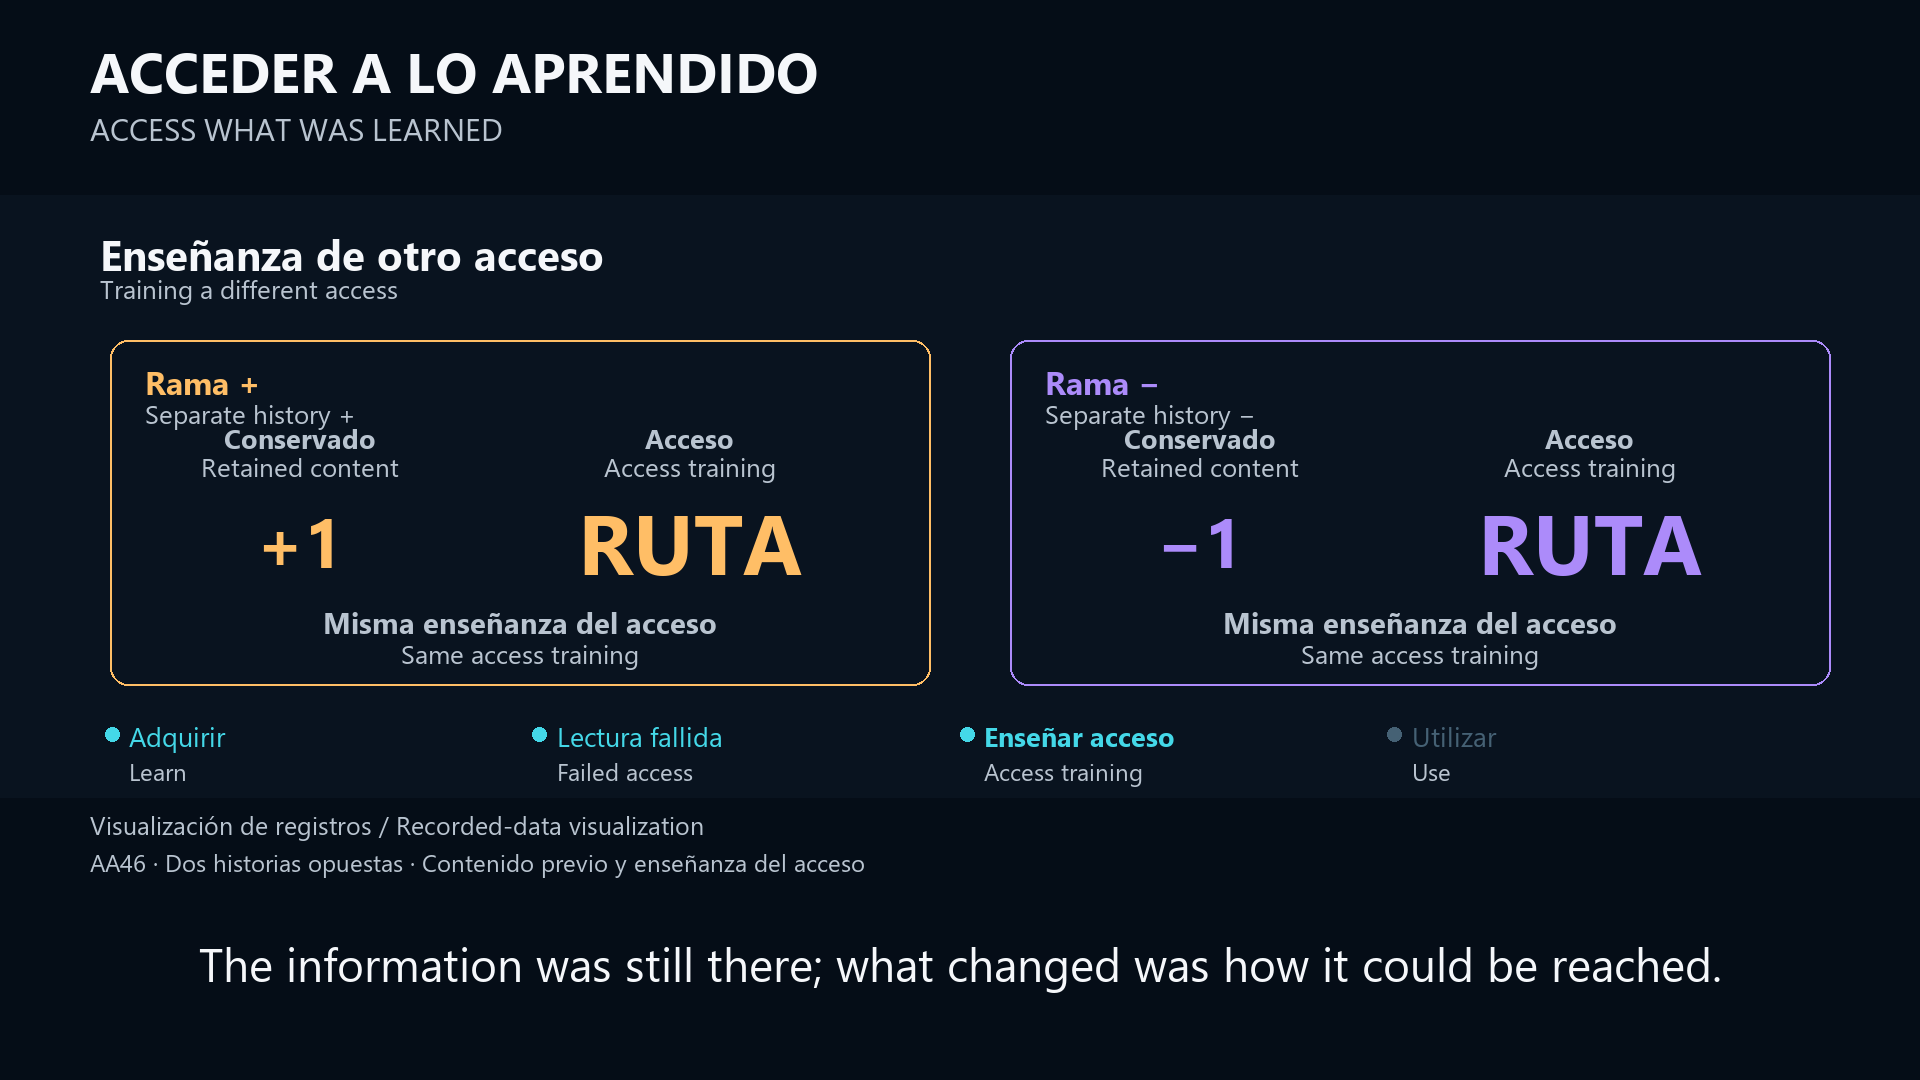 ACCEDER A LO APRENDIDO
ACCESS WHAT WAS LEARNED
Enseñanza de otro acceso
Training a different access
Rama +
Separate history +
Conservado
Retained content
Acceso
Access training
+1
RUTA
Misma enseñanza del acceso
Same access training
Rama −
Separate history −
Conservado
Retained content
Acceso
Access training
−1
RUTA
Misma enseñanza del acceso
Same access training
Adquirir
Learn
Lectura fallida
Failed access
Enseñar acceso
Access training
Utilizar
Use
Visualización de registros / Recorded-data visualization
AA46 · Dos historias opuestas · Contenido previo y enseñanza del acceso
The information was still there; what changed was how it could be reached.